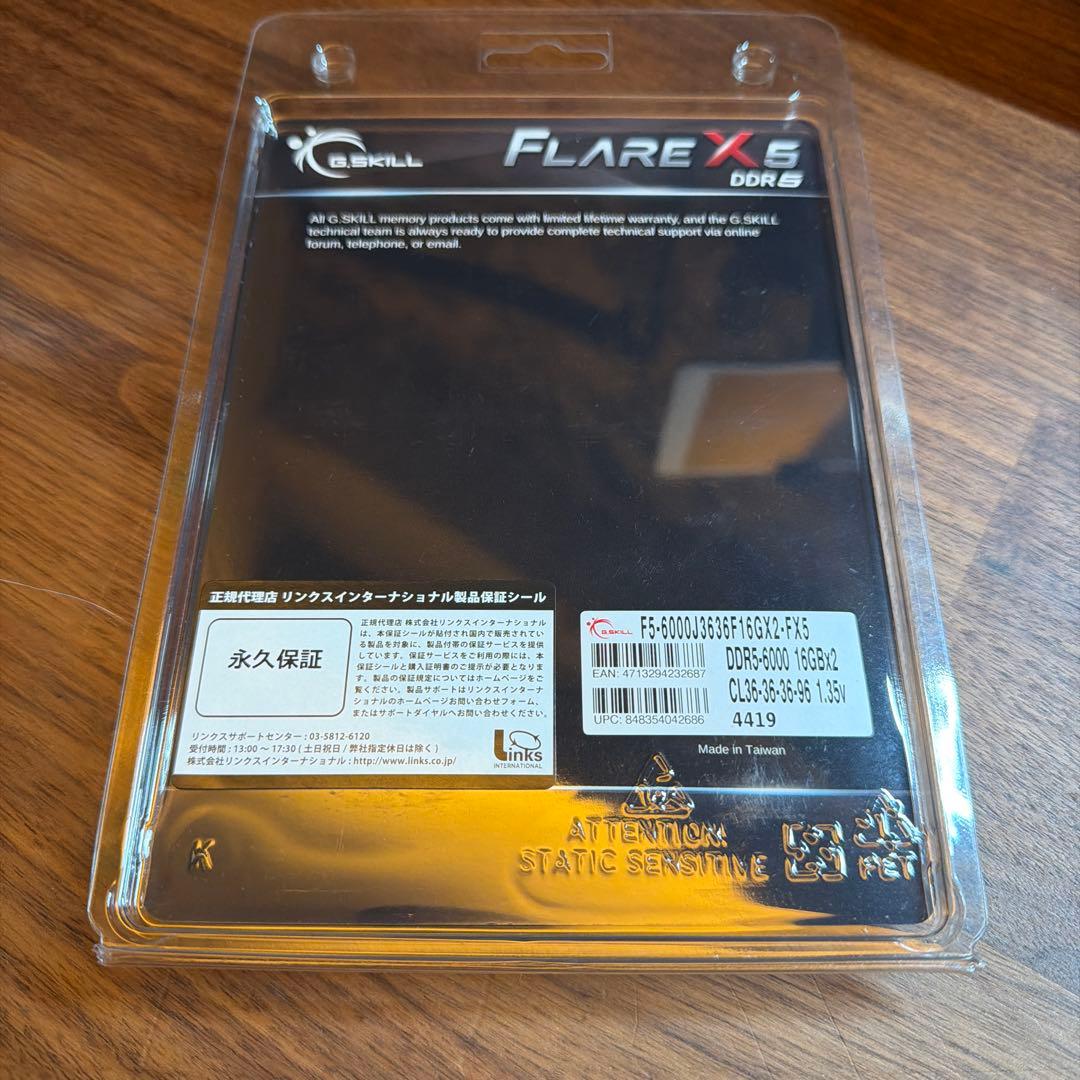 G.SKILL
FLARE X5
DDR5
All G.SKILL memory products come with limited lifetime warranty, and the G.SKILL
technical team is always ready to provide complete technical support via online
forum, telephone, or email.
正規代理店 リンクスインターナショナル製品保証シール
永久保証
正規代理店 株式会社リンクスインターナショナル
は、本保証シールが貼付され国内で販売されてい
る製品を対象に、製品付帯の保証サービスを提供
しています。保証サービスをご利用の際には、本
保証シールと購入証明書のご提示が必要となりま
す。製品の保証規定についてはホームページをご
覧ください。製品サポートはリンクスインターナ
ショナルのホームページお問い合わせフォーム、
またはサポートダイヤルへお問い合わせください。
リンクスサポートセンター : 03-5812-6120
受付時間 : 13:00 〜 17:30 ( 土日祝日 / 弊社指定休日は除く )
株式会社リンクスインターナショナル : http://www.links.co.jp/
Links
INTERNATIONAL
G.SKILL
F5-6000J3636F16GX2-FX5
DDR5-6000 16GBx2
EAN: 4713294232687
CL36-36-36-96 1.35v
UPC: 848354042686
4419
Made in Taiwan
K
ATTENTION!
STATIC SENSITIVE
1
PET